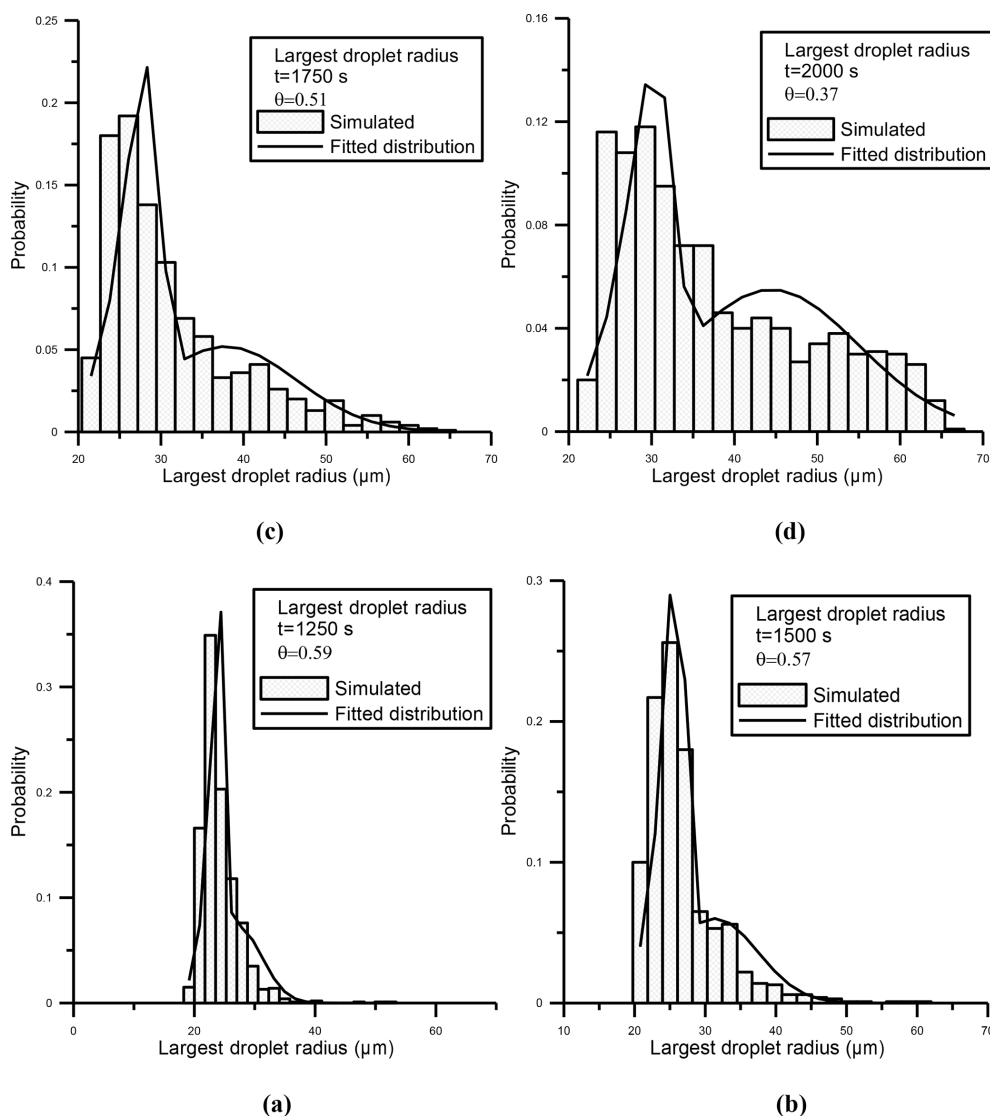 0.25
0.2
0.15
0.1
0.05
0
Probability
20
30
40
50
60
70
Largest droplet radius (μm)
Largest droplet radius
t=1750 s
θ=0.51
Simulated
Fitted distribution
(c)
0.16
0.12
0.08
0.04
0
Probability
20
30
40
50
60
70
Largest droplet radius (μm)
Largest droplet radius
t=2000 s
θ=0.37
Simulated
Fitted distribution
(d)
0.4
0.3
0.2
0.1
0
Probability
0
20
40
60
Largest droplet radius (μm)
Largest droplet radius
t=1250 s
θ=0.59
Simulated
Fitted distribution
(a)
0.3
0.2
0.1
0
Probability
10
20
30
40
50
60
70
Largest droplet radius (μm)
Largest droplet radius
t=1500 s
θ=0.57
Simulated
Fitted distribution
(b)